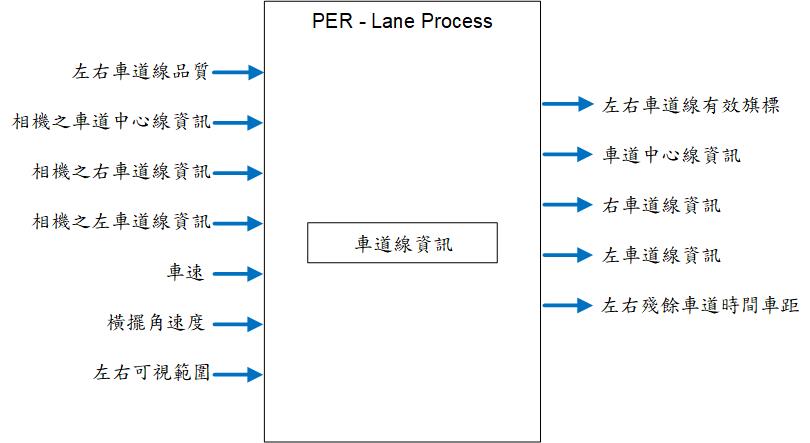 PER - Lane Process
左右車道線品質
相機之車道中心線資訊
相機之右車道線資訊
相機之左車道線資訊
車速
橫擺角速度
左右可視範圍
車道線資訊
左右車道線有效旗標
車道中心線資訊
右車道線資訊
左車道線資訊
左右殘餘車道時間車距